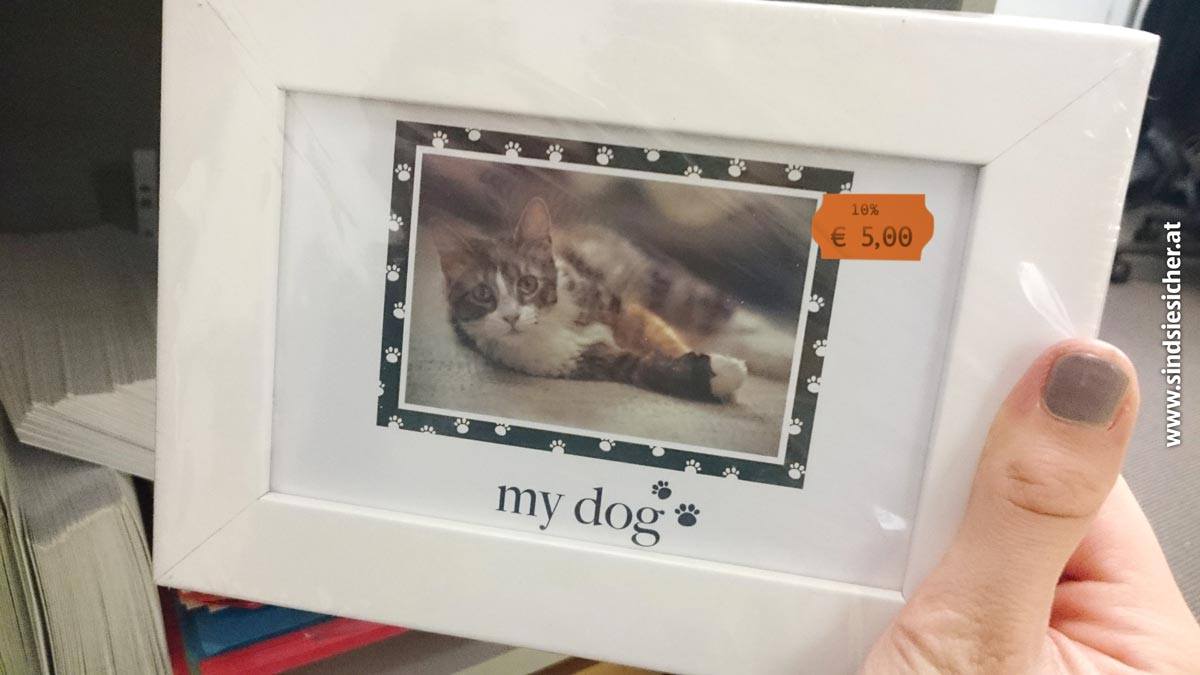 10%
€ 5,00
my dog
www.sindsiesicher.at